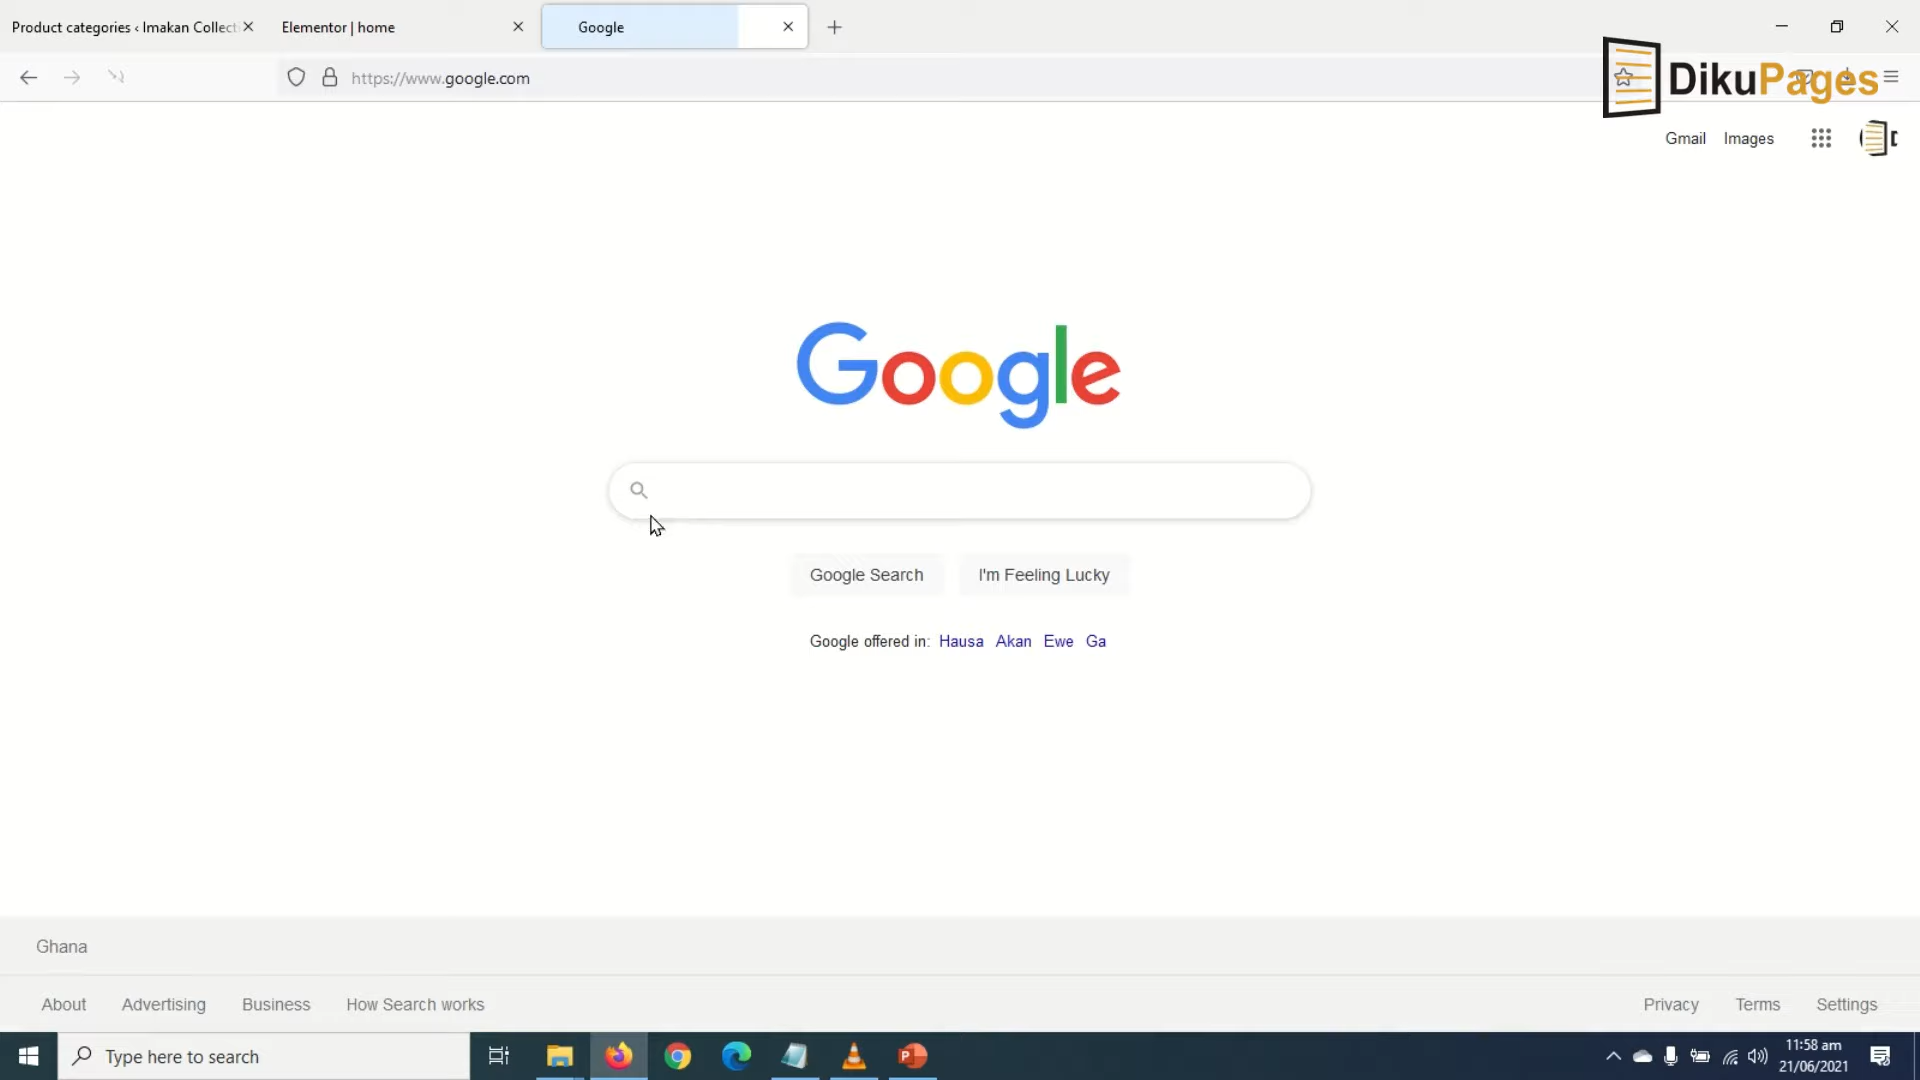 Product categories ‹ Imakan Collect
Elementor | home
Google
https://www.google.com
DikuPages
Gmail Images
Google
Google Search
I'm Feeling Lucky
Google offered in: Hausa Akan Ewe Ga
Ghana
About Advertising Business How Search works
Privacy Terms Settings
Type here to search
11:58 am
21/06/2021